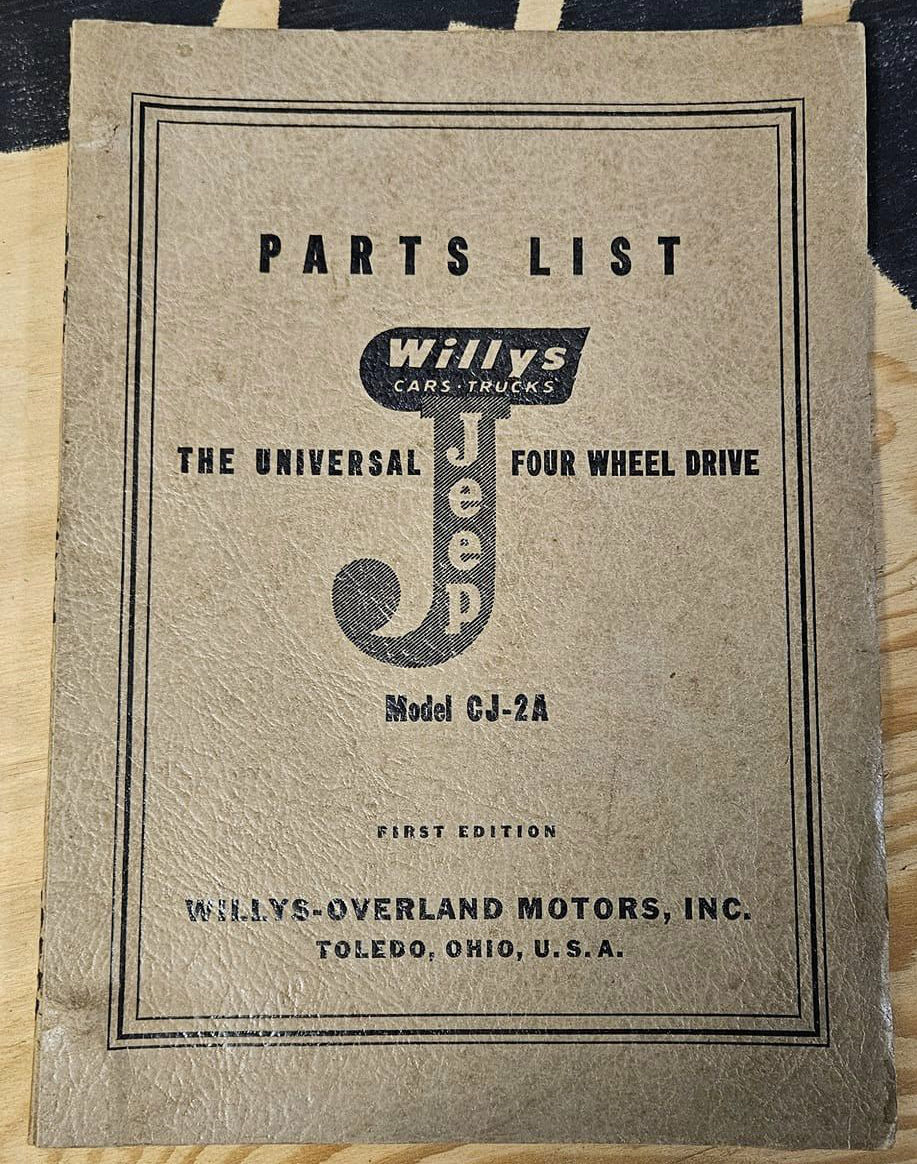 PARTS LIST
Willys
CARS · TRUCKS
Jeep
THE UNIVERSAL FOUR WHEEL DRIVE
Model CJ-2A
FIRST EDITION
WILLYS-OVERLAND MOTORS, INC.
TOLEDO, OHIO, U.S.A.